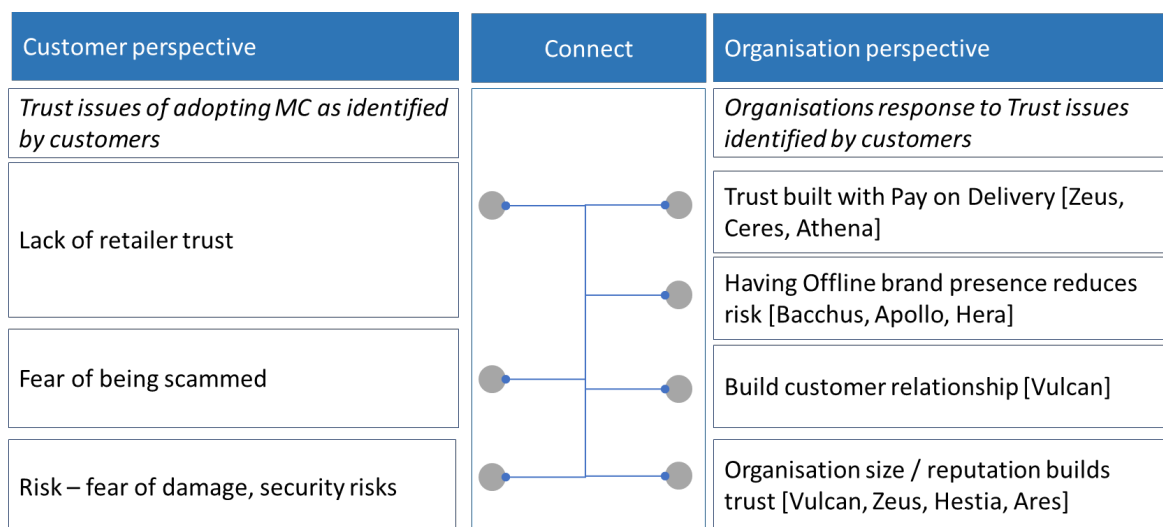 Customer perspective
Connect
Organisation perspective
Trust issues of adopting MC as identified
by customers
Organisations response to Trust issues
identified by customers
Lack of retailer trust
Trust built with Pay on Delivery [Zeus,
Ceres, Athena]
Having Offline brand presence reduces
risk [Bacchus, Apollo, Hera]
Fear of being scammed
Build customer relationship [Vulcan]
Risk – fear of damage, security risks
Organisation size / reputation builds
trust [Vulcan, Zeus, Hestia, Ares]